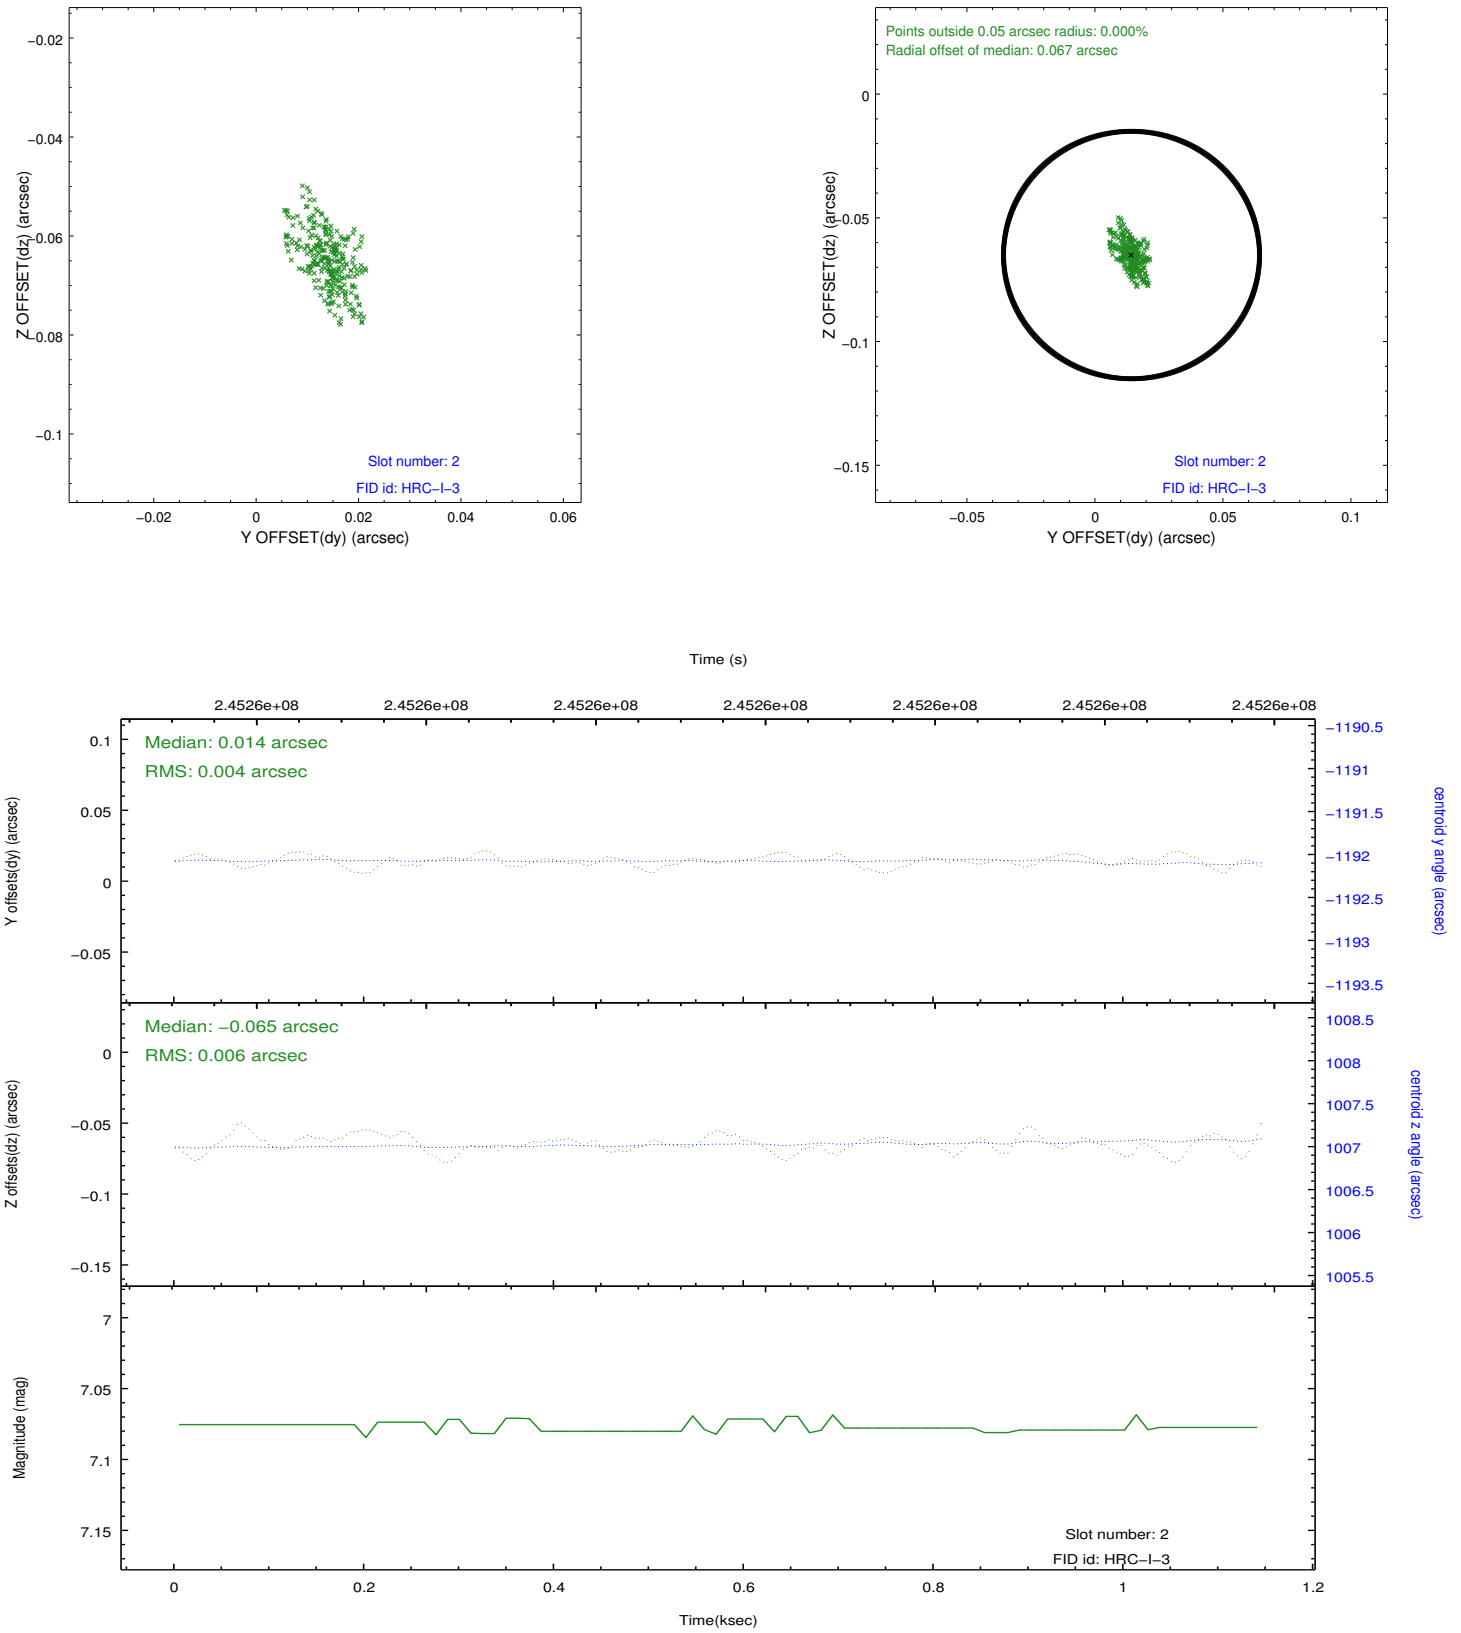 −0.02
−0.04
−0.06
−0.08
−0.1
Z OFFSET(dz) (arcsec)
Slot number: 2
FID id: HRC−I−3
−0.02 0 0.02 0.04 0.06
Y OFFSET(dy) (arcsec)
Points outside 0.05 arcsec radius: 0.000%
Radial offset of median: 0.067 arcsec
0
−0.05
−0.1
−0.15
Z OFFSET(dz) (arcsec)
Slot number: 2
FID id: HRC−I−3
−0.05 0 0.05 0.1
Y OFFSET(dy) (arcsec)
Time (s)
2.4526e+08 2.4526e+08 2.4526e+08 2.4526e+08 2.4526e+08 2.4526e+08 2.4526e+08
Median: 0.014 arcsec
RMS: 0.004 arcsec
0.1
0.05
0
−0.05
Y offsets(dy) (arcsec)
−1190.5
−1191
−1191.5
−1192
−1192.5
−1193
−1193.5
centroid y angle (arcsec)
Median: −0.065 arcsec
RMS: 0.006 arcsec
0
−0.05
−0.1
−0.15
Z offsets(dz) (arcsec)
1008.5
1008
1007.5
1007
1006.5
1006
1005.5
centroid z angle (arcsec)
7
7.05
7.1
7.15
Magnitude (mag)
Slot number: 2
FID id: HRC−I−3
0 0.2 0.4 0.6 0.8 1 1.2
Time(ksec)